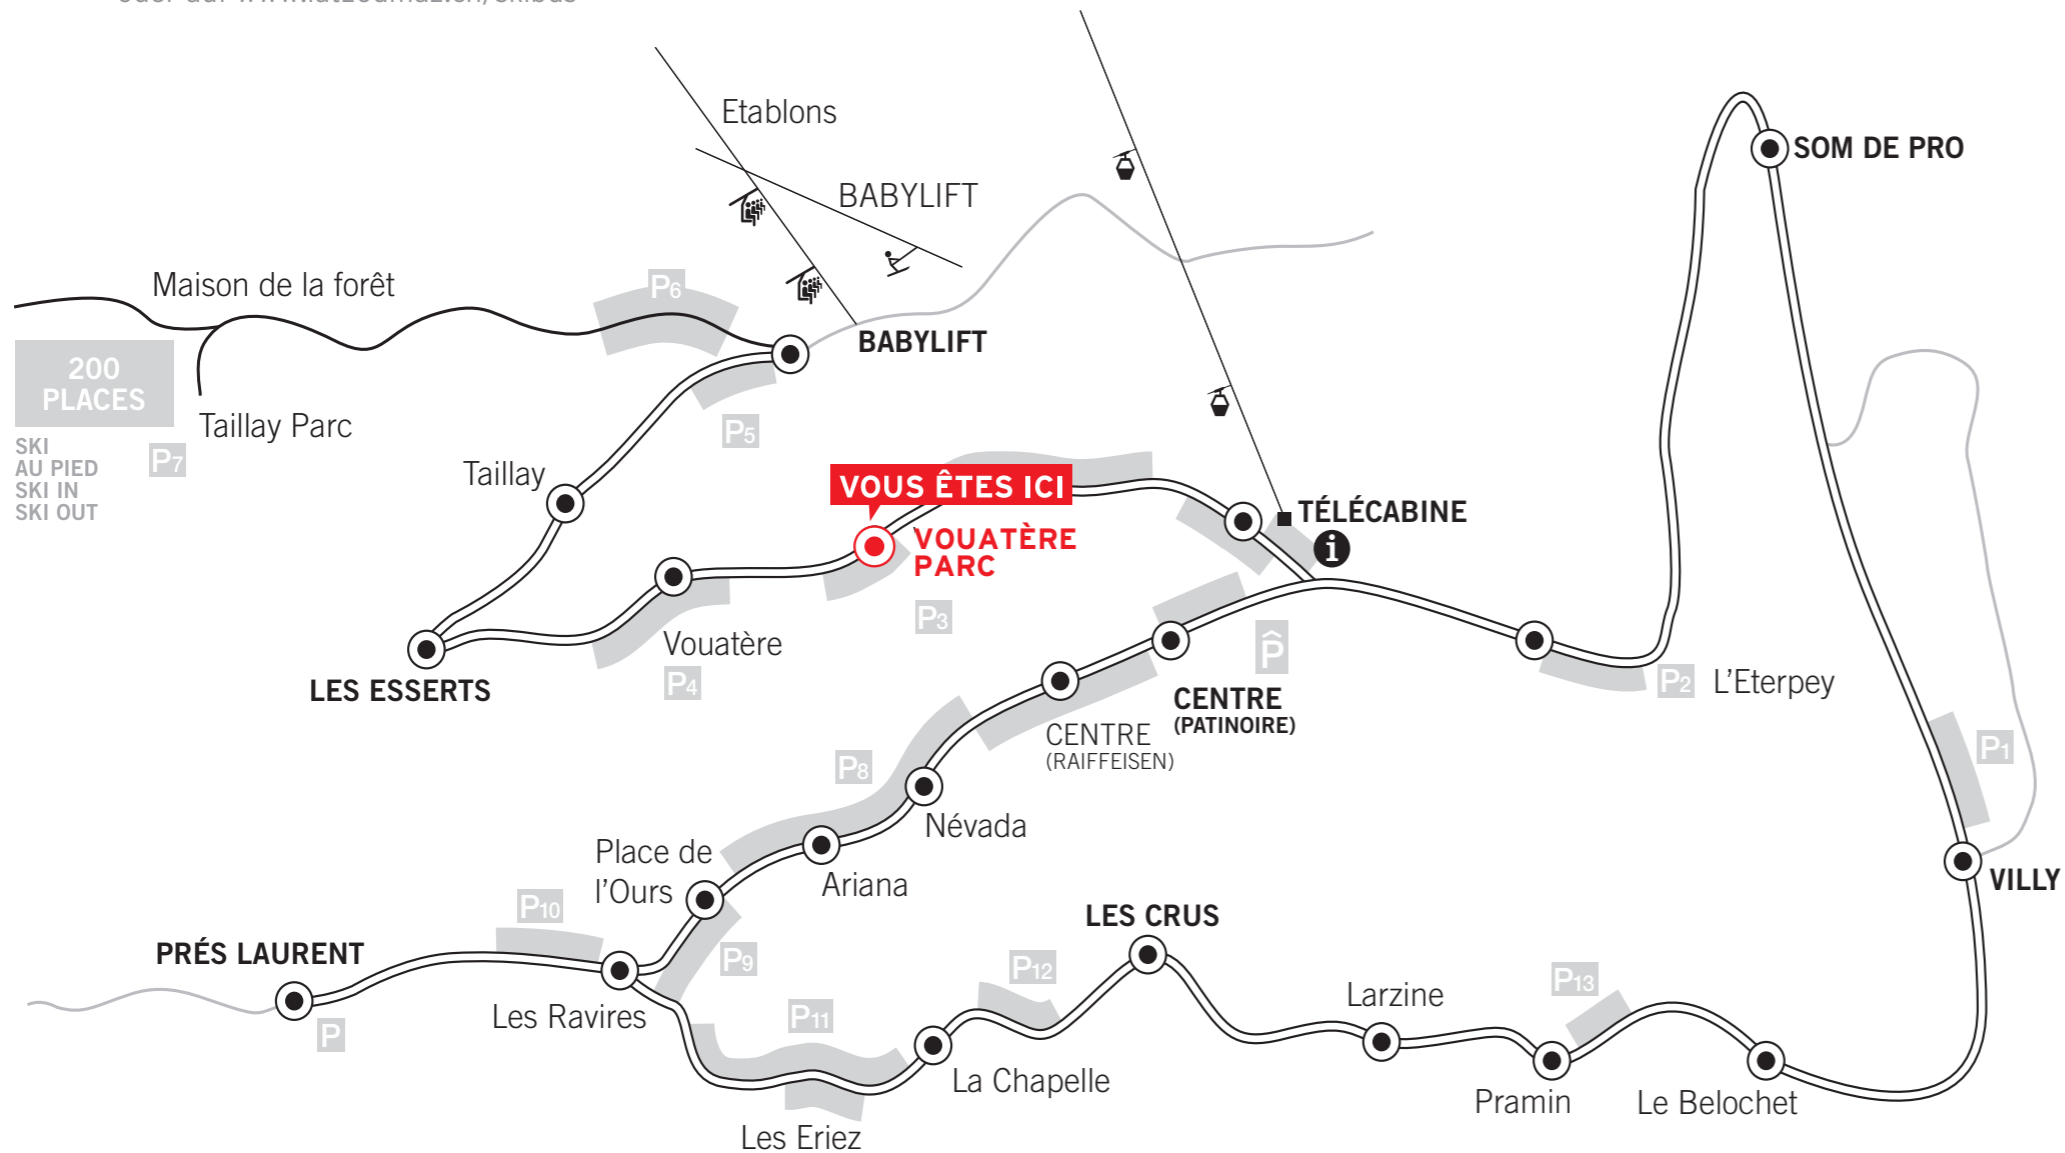 Etablons
SOM DE PRO
BABYLIFT
Maison de la forêt
P6
BABYLIFT
200
PLACES
Taillay Parc
P5
SKI
AU PIED
SKI IN
SKI OUT
P7
Taillay
VOUS ÊTES ICI
TÉLÉCABINE
i
VOUATÈRE
PARC
P3
Vouatère
P
P4
LES ESSERTS
P2
L'Eterpey
CENTRE
(PATINOIRE)
CENTRE
(RAIFFEISEN)
P1
P8
Névada
Place de
l'Ours
Ariana
VILLY
P10
LES CRUS
PRÉS LAURENT
P9
P12
P13
Larzine
Les Ravires
P11
P
La Chapelle
Pramin
Le Belochet
Les Eriez